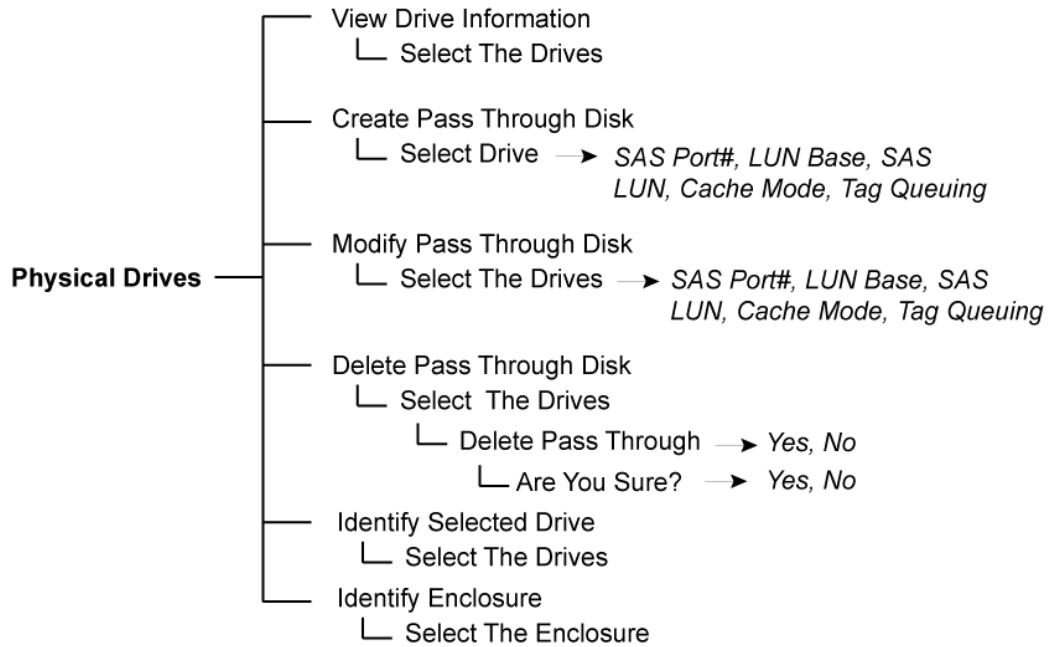 View Drive Information
Select The Drives
Create Pass Through Disk
Select Drive
SAS Port#, LUN Base, SAS
LUN, Cache Mode, Tag Queuing
Modify Pass Through Disk
Physical Drives
Select The Drives
SAS Port#, LUN Base, SAS
LUN, Cache Mode, Tag Queuing
Delete Pass Through Disk
Select The Drives
Delete Pass Through
Yes, No
Are You Sure?
Yes, No
Identify Selected Drive
Select The Drives
Identify Enclosure
Select The Enclosure